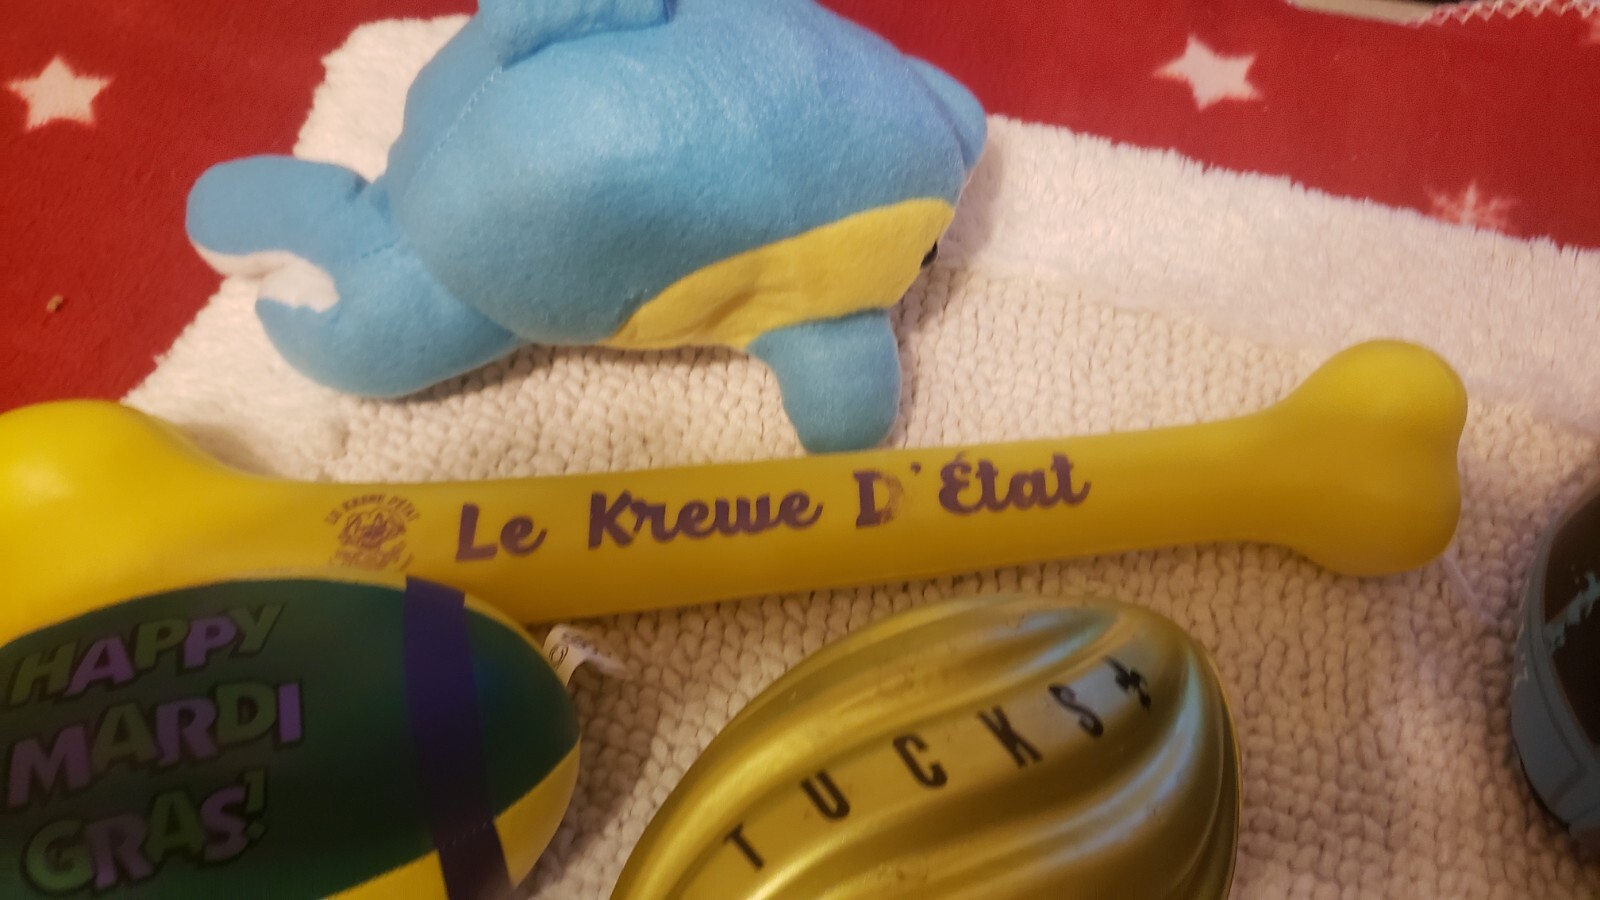 Le Krewe D'État
HAPPY
MARDI
GRAS!
TUCKS